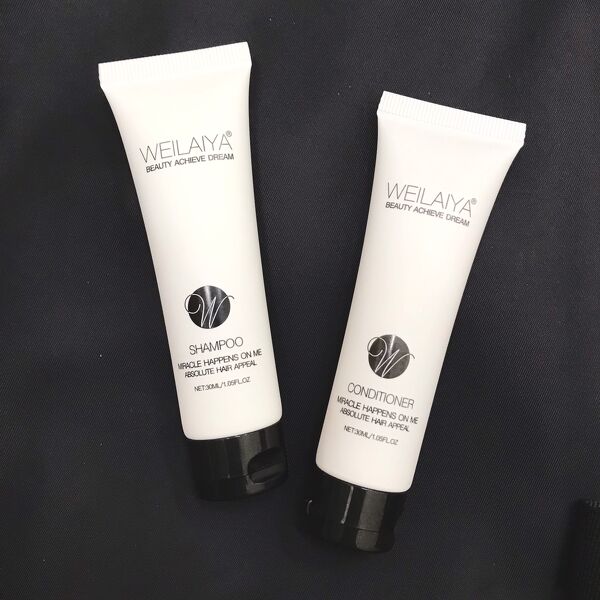 WEILAIYA®
BEAUTY ACHIEVE DREAM
W
SHAMPOO
MIRACLE HAPPENS ON ME
ABSOLUTE HAIR APPEAL
NET:30ML/1.05FL.OZ
WEILAIYA®
BEAUTY ACHIEVE DREAM
W
CONDITIONER
MIRACLE HAPPENS ON ME
ABSOLUTE HAIR APPEAL
NET:30ML/1.05FL.OZ